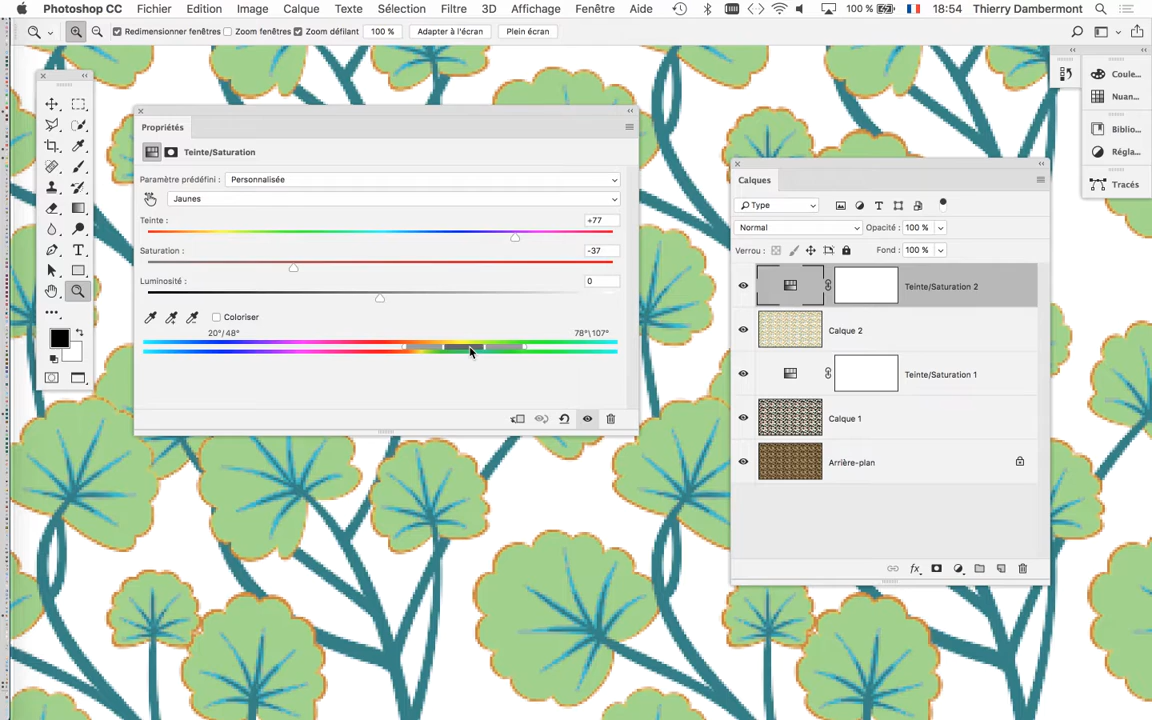 Photoshop CC Fichier Edition Image Calque Texte Sélection Filtre 3D Affichage Fenêtre Aide 100 % 18:54 Thierry Dambermont
Redimensionner fenêtres Zoom fenêtres Zoom défilant 100 % Adapter à l'écran Plein écran
Coule...
Nuan...
Biblio...
Régla...
Tracés
Propriétés
Teinte/Saturation
Paramètre prédéfini : Personnalisée
Jaunes
Teinte : +77
Saturation : -37
Luminosité : 0
Coloriser
20°/48° 78°\107°
Calques
Type
Normal Opacité : 100 %
Verrou : Fond : 100 %
Teinte/Saturation 2
Calque 2
Teinte/Saturation 1
Calque 1
Arrière-plan
fx